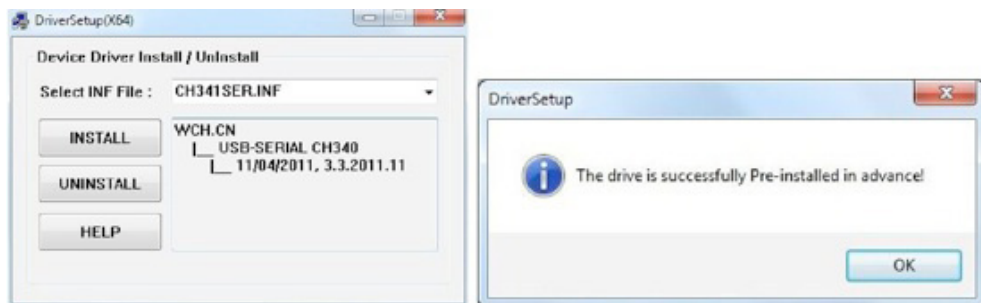 DriverSetup(X64)
Device Driver Install / UnInstall
Select INF File :
CH341SER.INF
INSTALL
WCH.CN
|__ USB-SERIAL CH340
|__ 11/04/2011, 3.3.2011.11
UNINSTALL
HELP
DriverSetup
The drive is successfully Pre-installed in advance!
OK